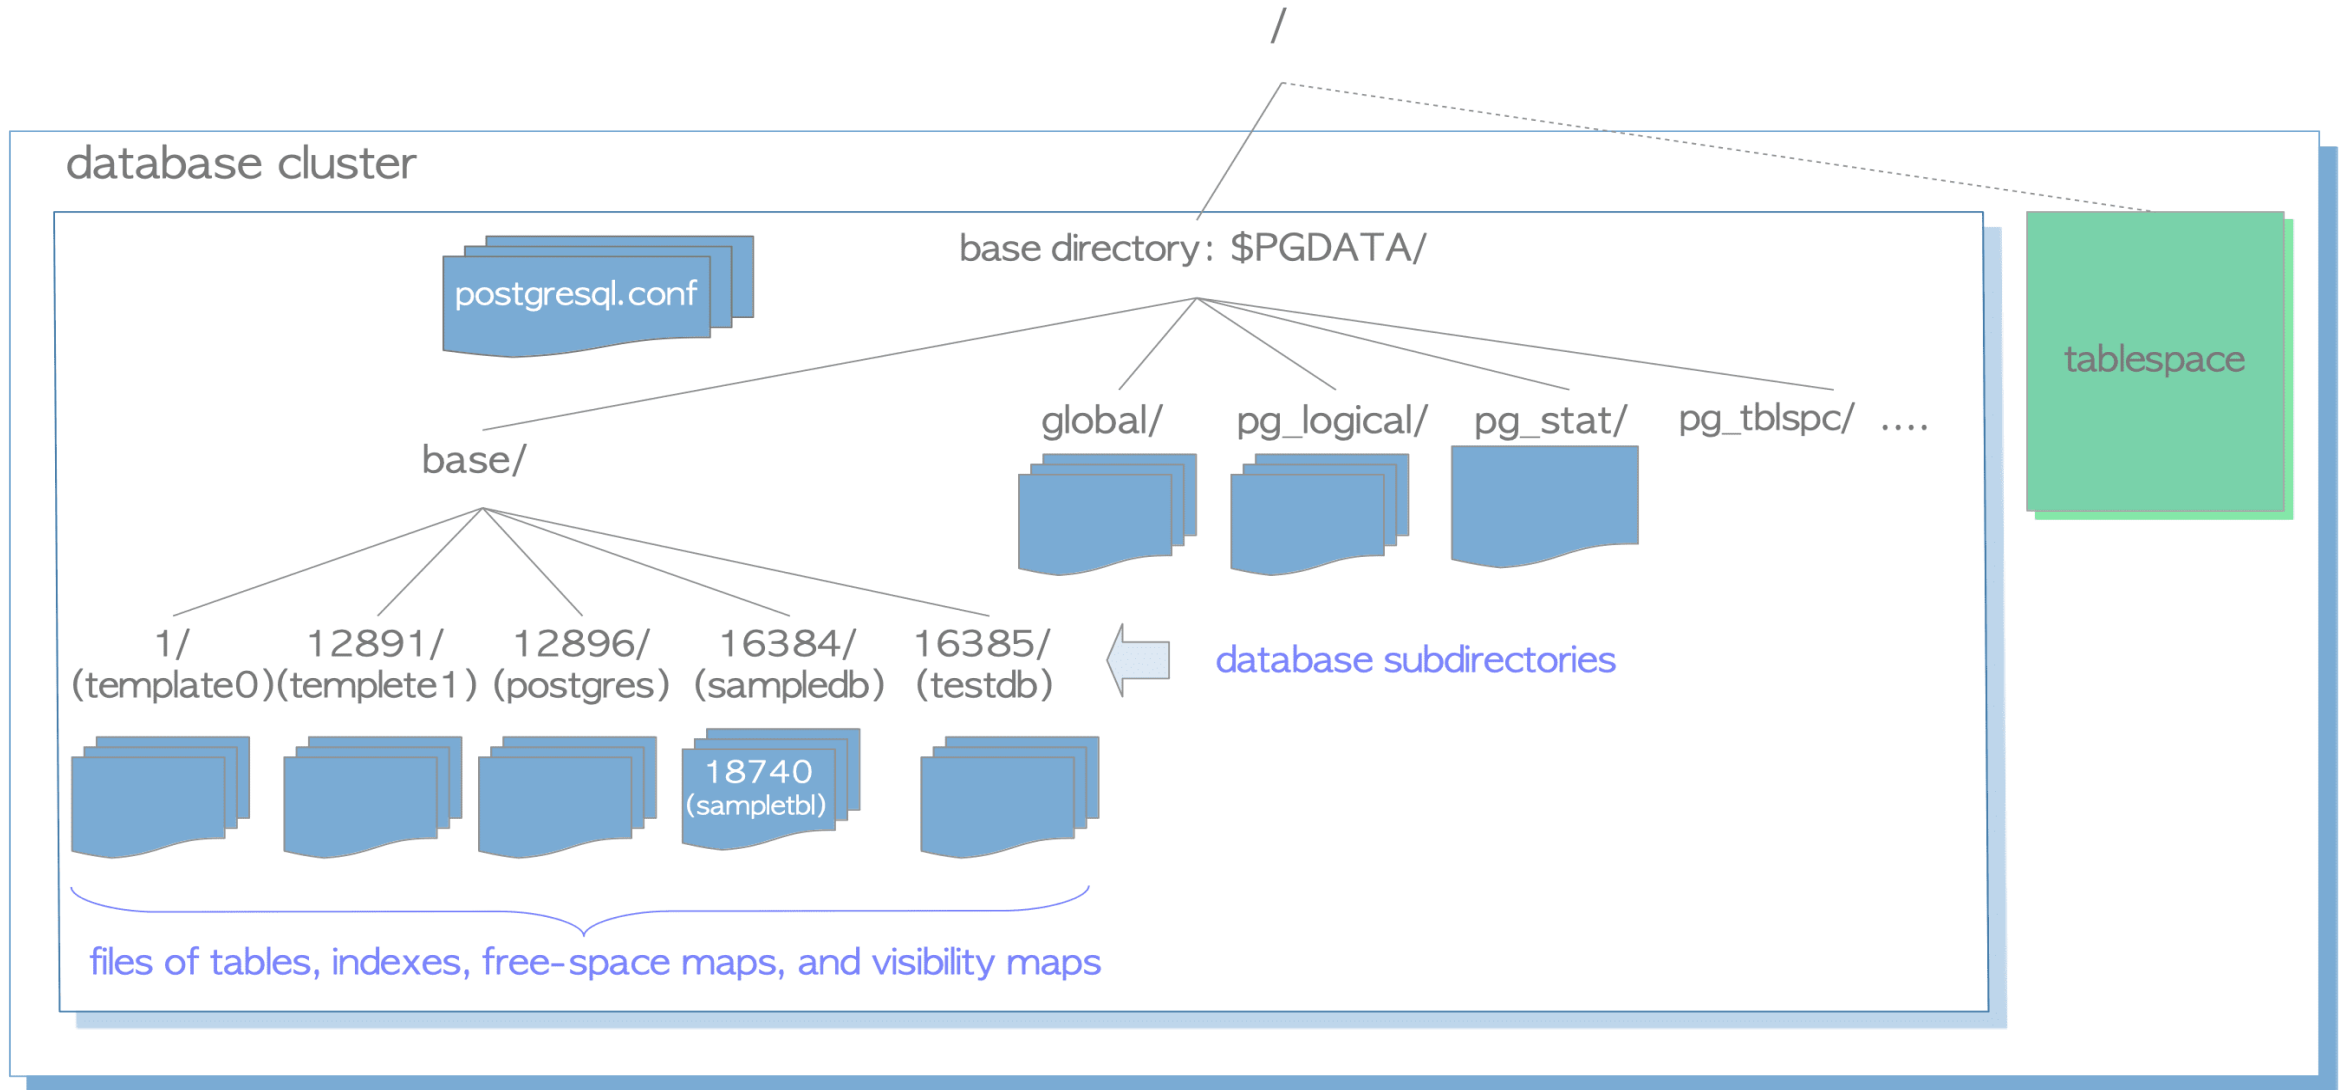 /
database cluster
base directory: $PGDATA/
postgresql.conf
tablespace
global/
pg_logical/
pg_stat/
pg_tblspc/ ....
base/
1/
(template0)
12891/
(templete1)
12896/
(postgres)
16384/
(sampledb)
16385/
(testdb)
database subdirectories
18740
(sampletbl)
files of tables, indexes, free-space maps, and visibility maps